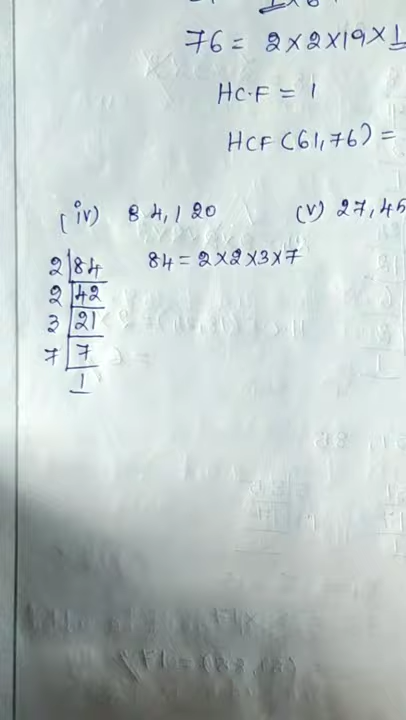 76 = 2×2×19×1
H.C.F = 1
HCF (61,76) =
(iv) 84,120
(v) 27,45
2 84
84 = 2×2×3×7
2 42
3 21
7 7
1